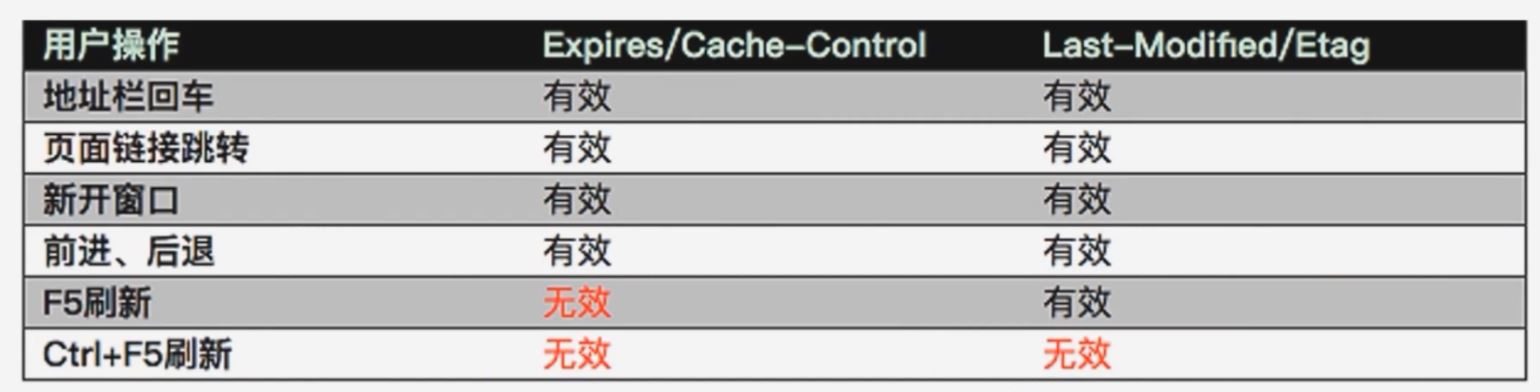 用户操作 Expires/Cache-Control Last-Modified/Etag
地址栏回车 有效 有效
页面链接跳转 有效 有效
新开窗口 有效 有效
前进、后退 有效 有效
F5刷新 无效 有效
Ctrl+F5刷新 无效 无效